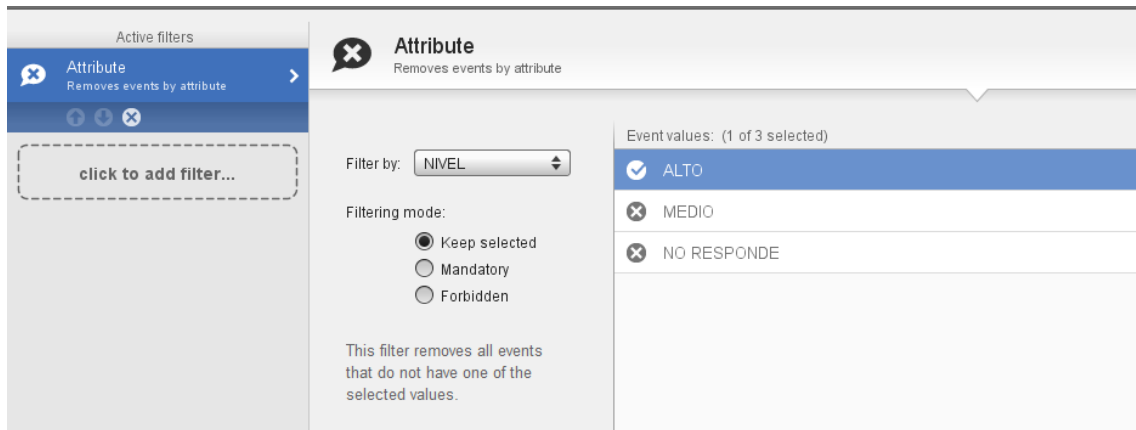 Active filters
Attribute
Removes events by attribute
click to add filter...
Attribute
Removes events by attribute
Filter by: NIVEL
Filtering mode:
Keep selected
Mandatory
Forbidden
This filter removes all events
that do not have one of the
selected values.
Event values: (1 of 3 selected)
ALTO
MEDIO
NO RESPONDE